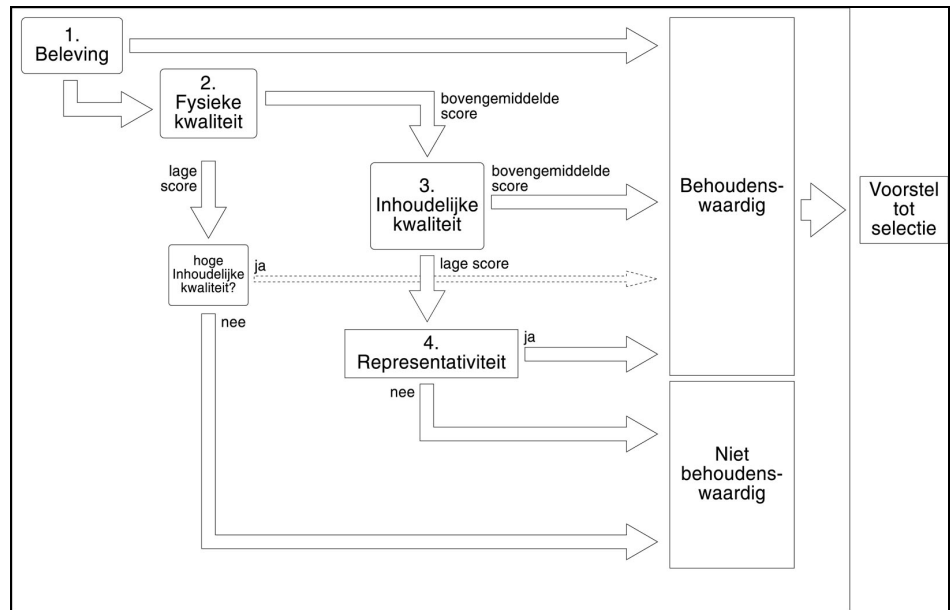 1.
Beleving
2.
Fysieke
kwaliteit
bovengemiddelde
score
lage
score
3.
Inhoudelijke
kwaliteit
bovengemiddelde
score
Behoudens-
waardig
Voorstel
tot
selectie
hoge
Inhoudelijke
kwaliteit?
ja
lage score
nee
4.
Representativiteit
ja
nee
Niet
behoudens-
waardig